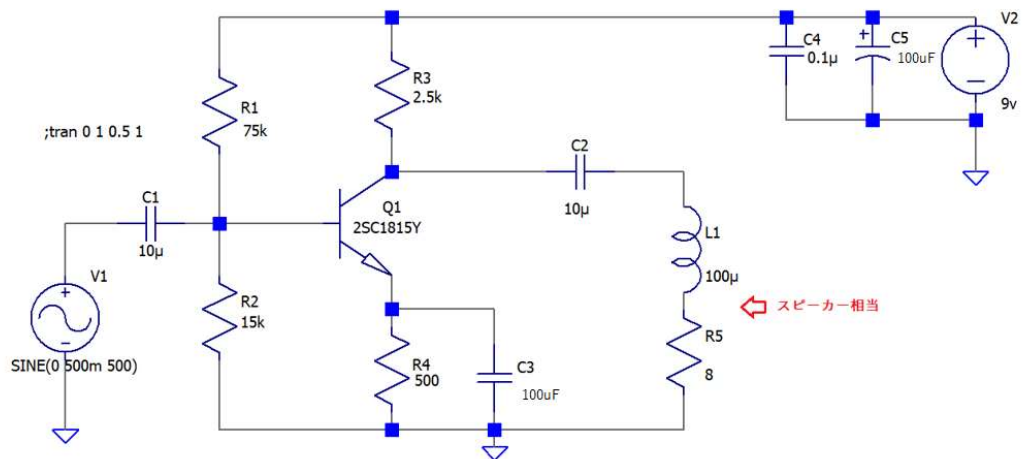 V2
C4
0.1µ
+
C5
100uF
9v
R3
2.5k
R1
75k
;tran 0 1 0.5 1
C2
10µ
C1
10µ
Q1
2SC1815Y
L1
100µ
V1
スピーカー相当
R2
15k
R5
8
SINE(0 500m 500)
R4
500
C3
100uF